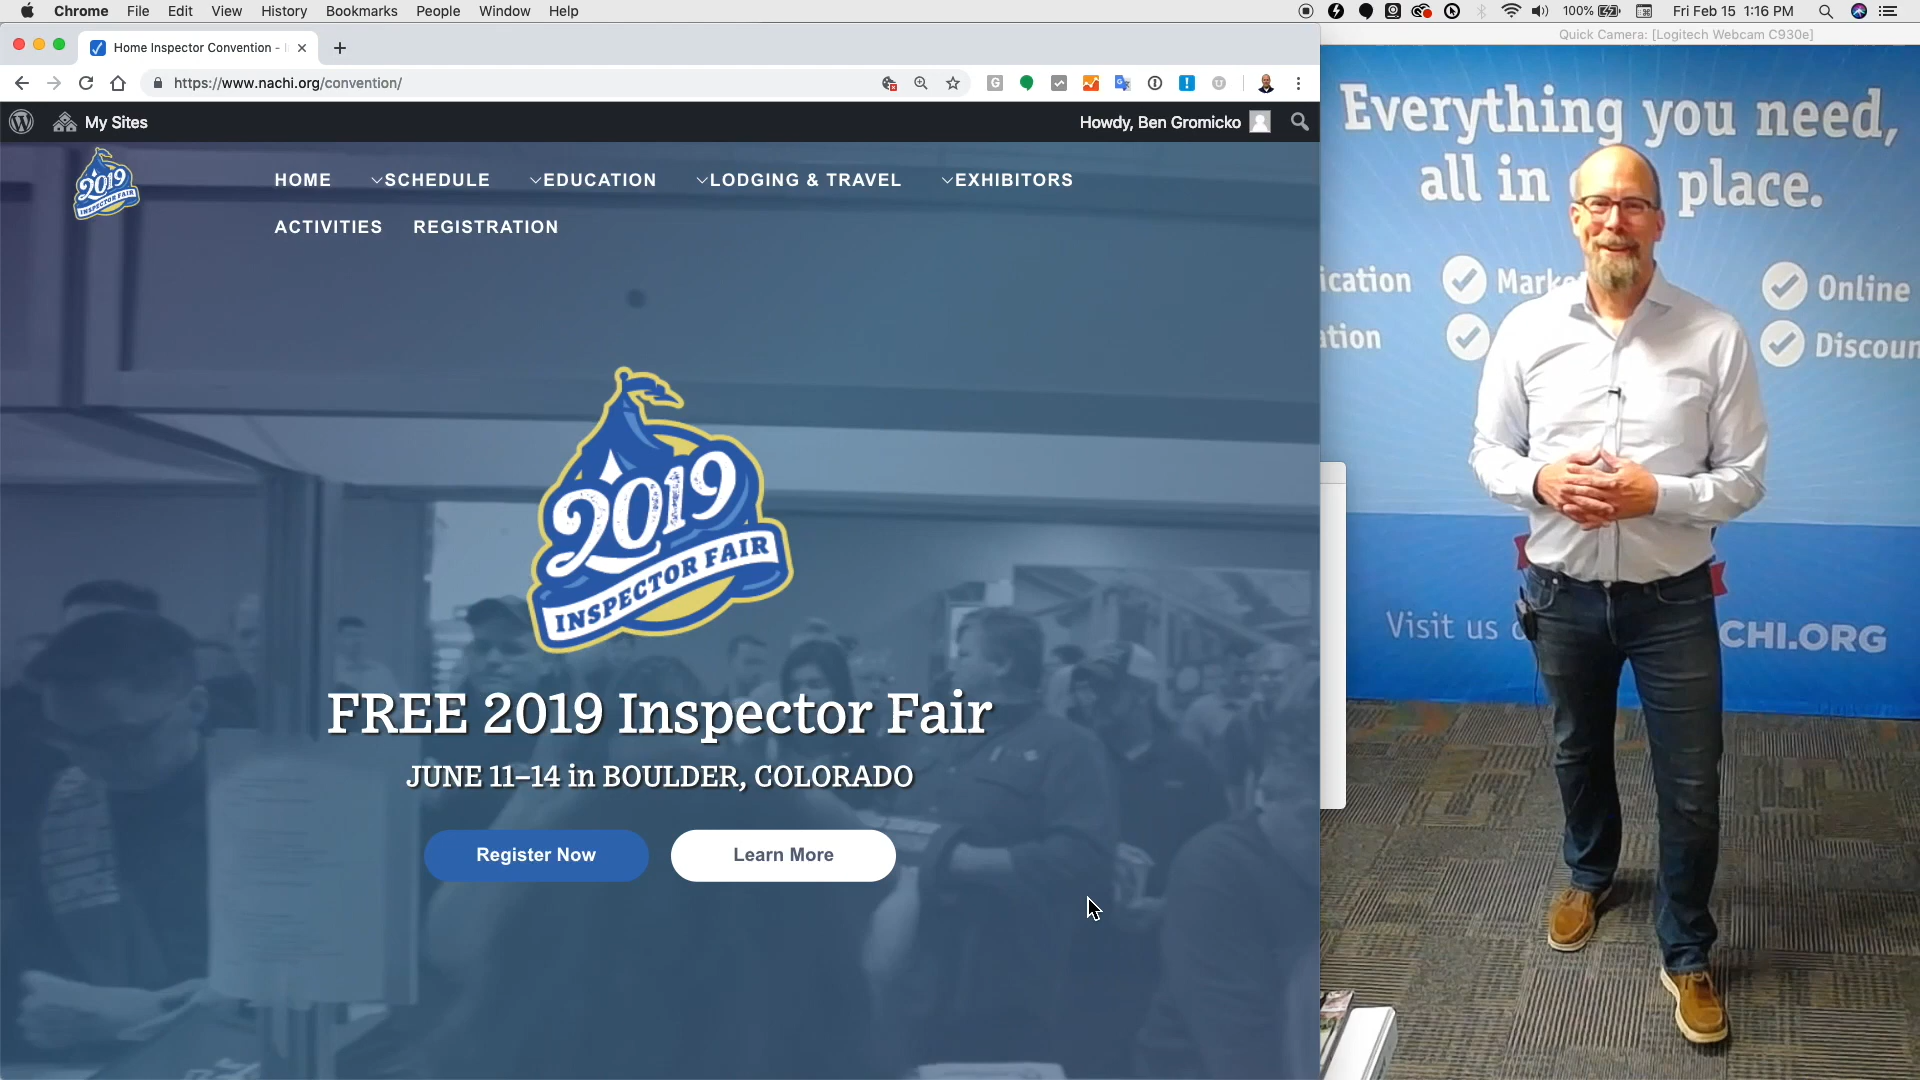 Chrome File Edit View History Bookmarks People Window Help
100% Fri Feb 15 1:16 PM
Quick Camera: [Logitech Webcam C930e]
Home Inspector Convention -
https://www.nachi.org/convention/
My Sites
Howdy, Ben Gromicko
2019
INSPECTOR FAIR
HOME SCHEDULE EDUCATION LODGING & TRAVEL EXHIBITORS
ACTIVITIES REGISTRATION
2019
INSPECTOR FAIR
FREE 2019 Inspector Fair
JUNE 11–14 in BOULDER, COLORADO
Register Now Learn More
Everything you need,
all in place.
ication Marke Online
ation Discoun
Visit us CHI.ORG